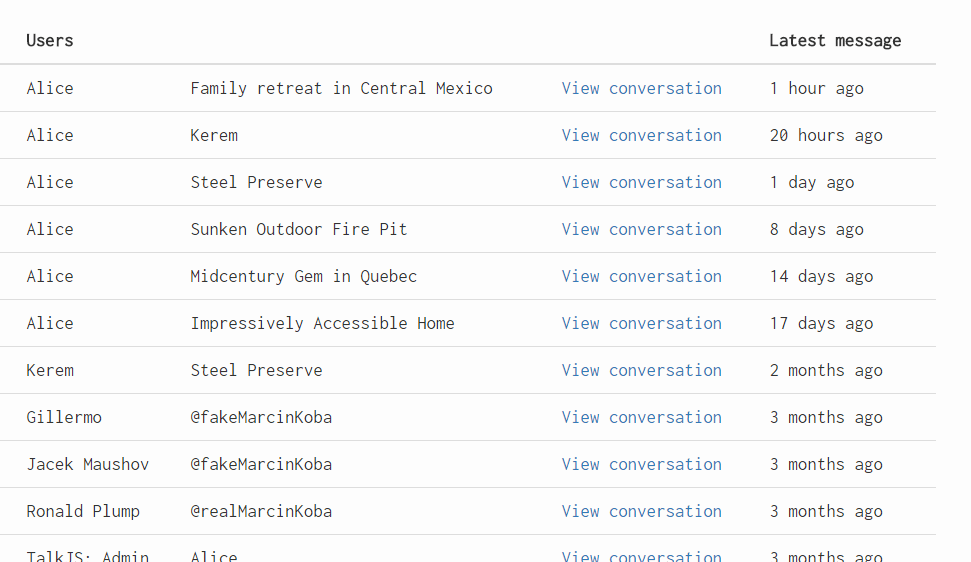 Users Latest message
Alice Family retreat in Central Mexico View conversation 1 hour ago
Alice Kerem View conversation 20 hours ago
Alice Steel Preserve View conversation 1 day ago
Alice Sunken Outdoor Fire Pit View conversation 8 days ago
Alice Midcentury Gem in Quebec View conversation 14 days ago
Alice Impressively Accessible Home View conversation 17 days ago
Kerem Steel Preserve View conversation 2 months ago
Gillermo @fakeMarcinKoba View conversation 3 months ago
Jacek Maushov @fakeMarcinKoba View conversation 3 months ago
Ronald Plump @realMarcinKoba View conversation 3 months ago
TalkJS: Admin Alice View conversation 3 months ago